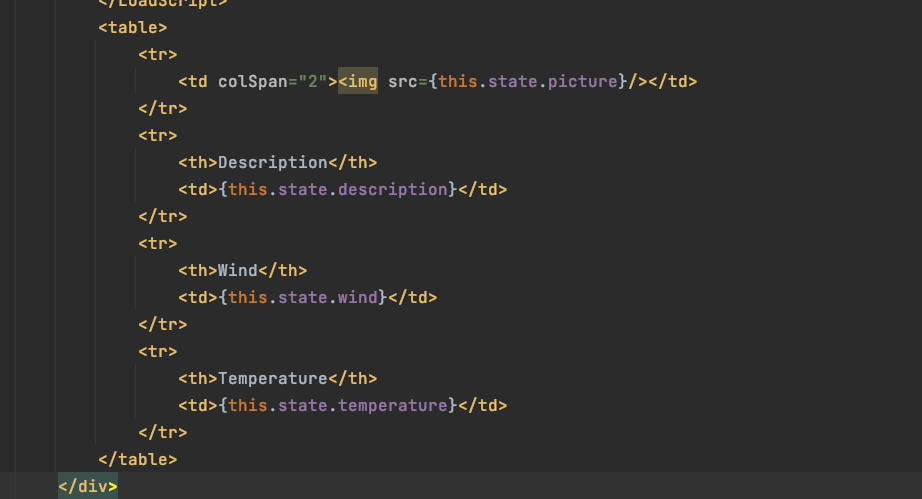 </LoadScript>
<table>
<tr>
<td colSpan="2"><img src={this.state.picture}/></td>
</tr>
<tr>
<th>Description</th>
<td>{this.state.description}</td>
</tr>
<tr>
<th>Wind</th>
<td>{this.state.wind}</td>
</tr>
<tr>
<th>Temperature</th>
<td>{this.state.temperature}</td>
</tr>
</table>
</div>